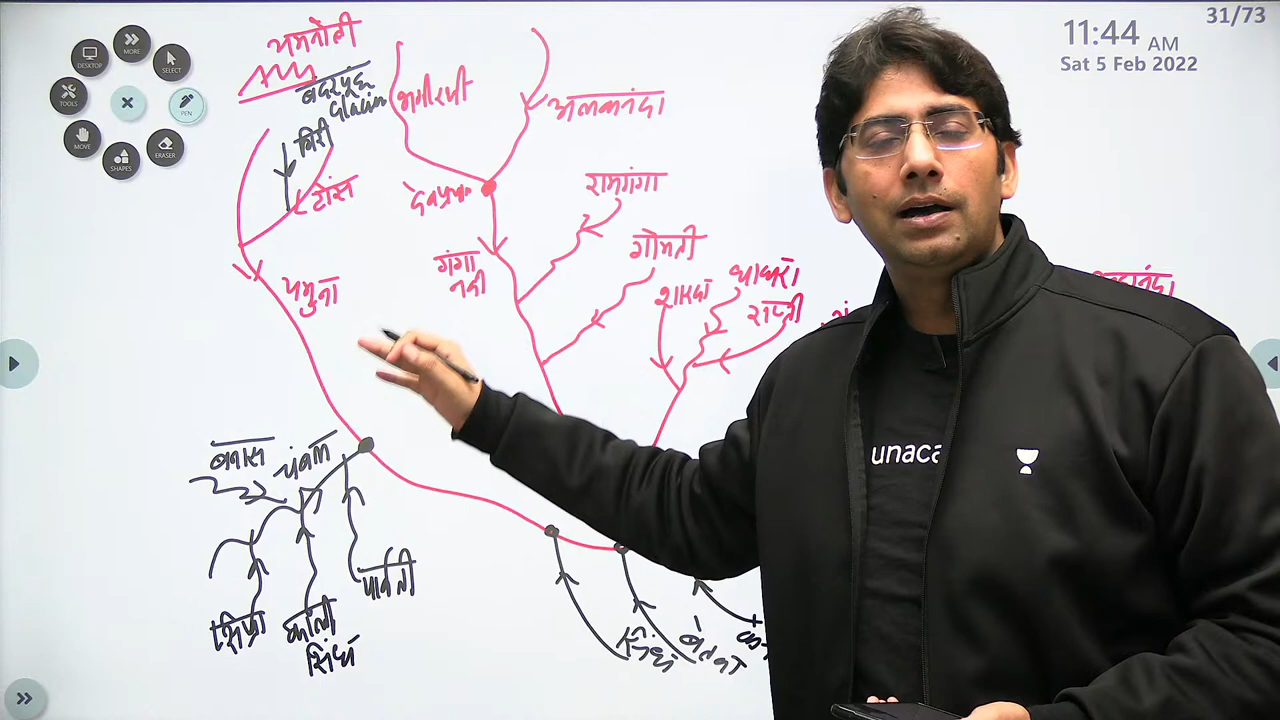 31/73
11:44 AM
Sat 5 Feb 2022
DESKTOP
MORE
SELECT
TOOLS
PEN
MOVE
SHAPES
ERASER
यमनोत्री
बंदरपूंछ
Glacier
भागीरथी
अलकनंदा
गिरी
टोंस
देवप्रयाग
रामगंगा
गंगा
नदी
गोमती
यमुना
शारदा
घाघरा
राप्ती
बनास
चंबल
पार्वती
क्षिप्रा
काली
सिंध
सिंध
बेतवा
unaca